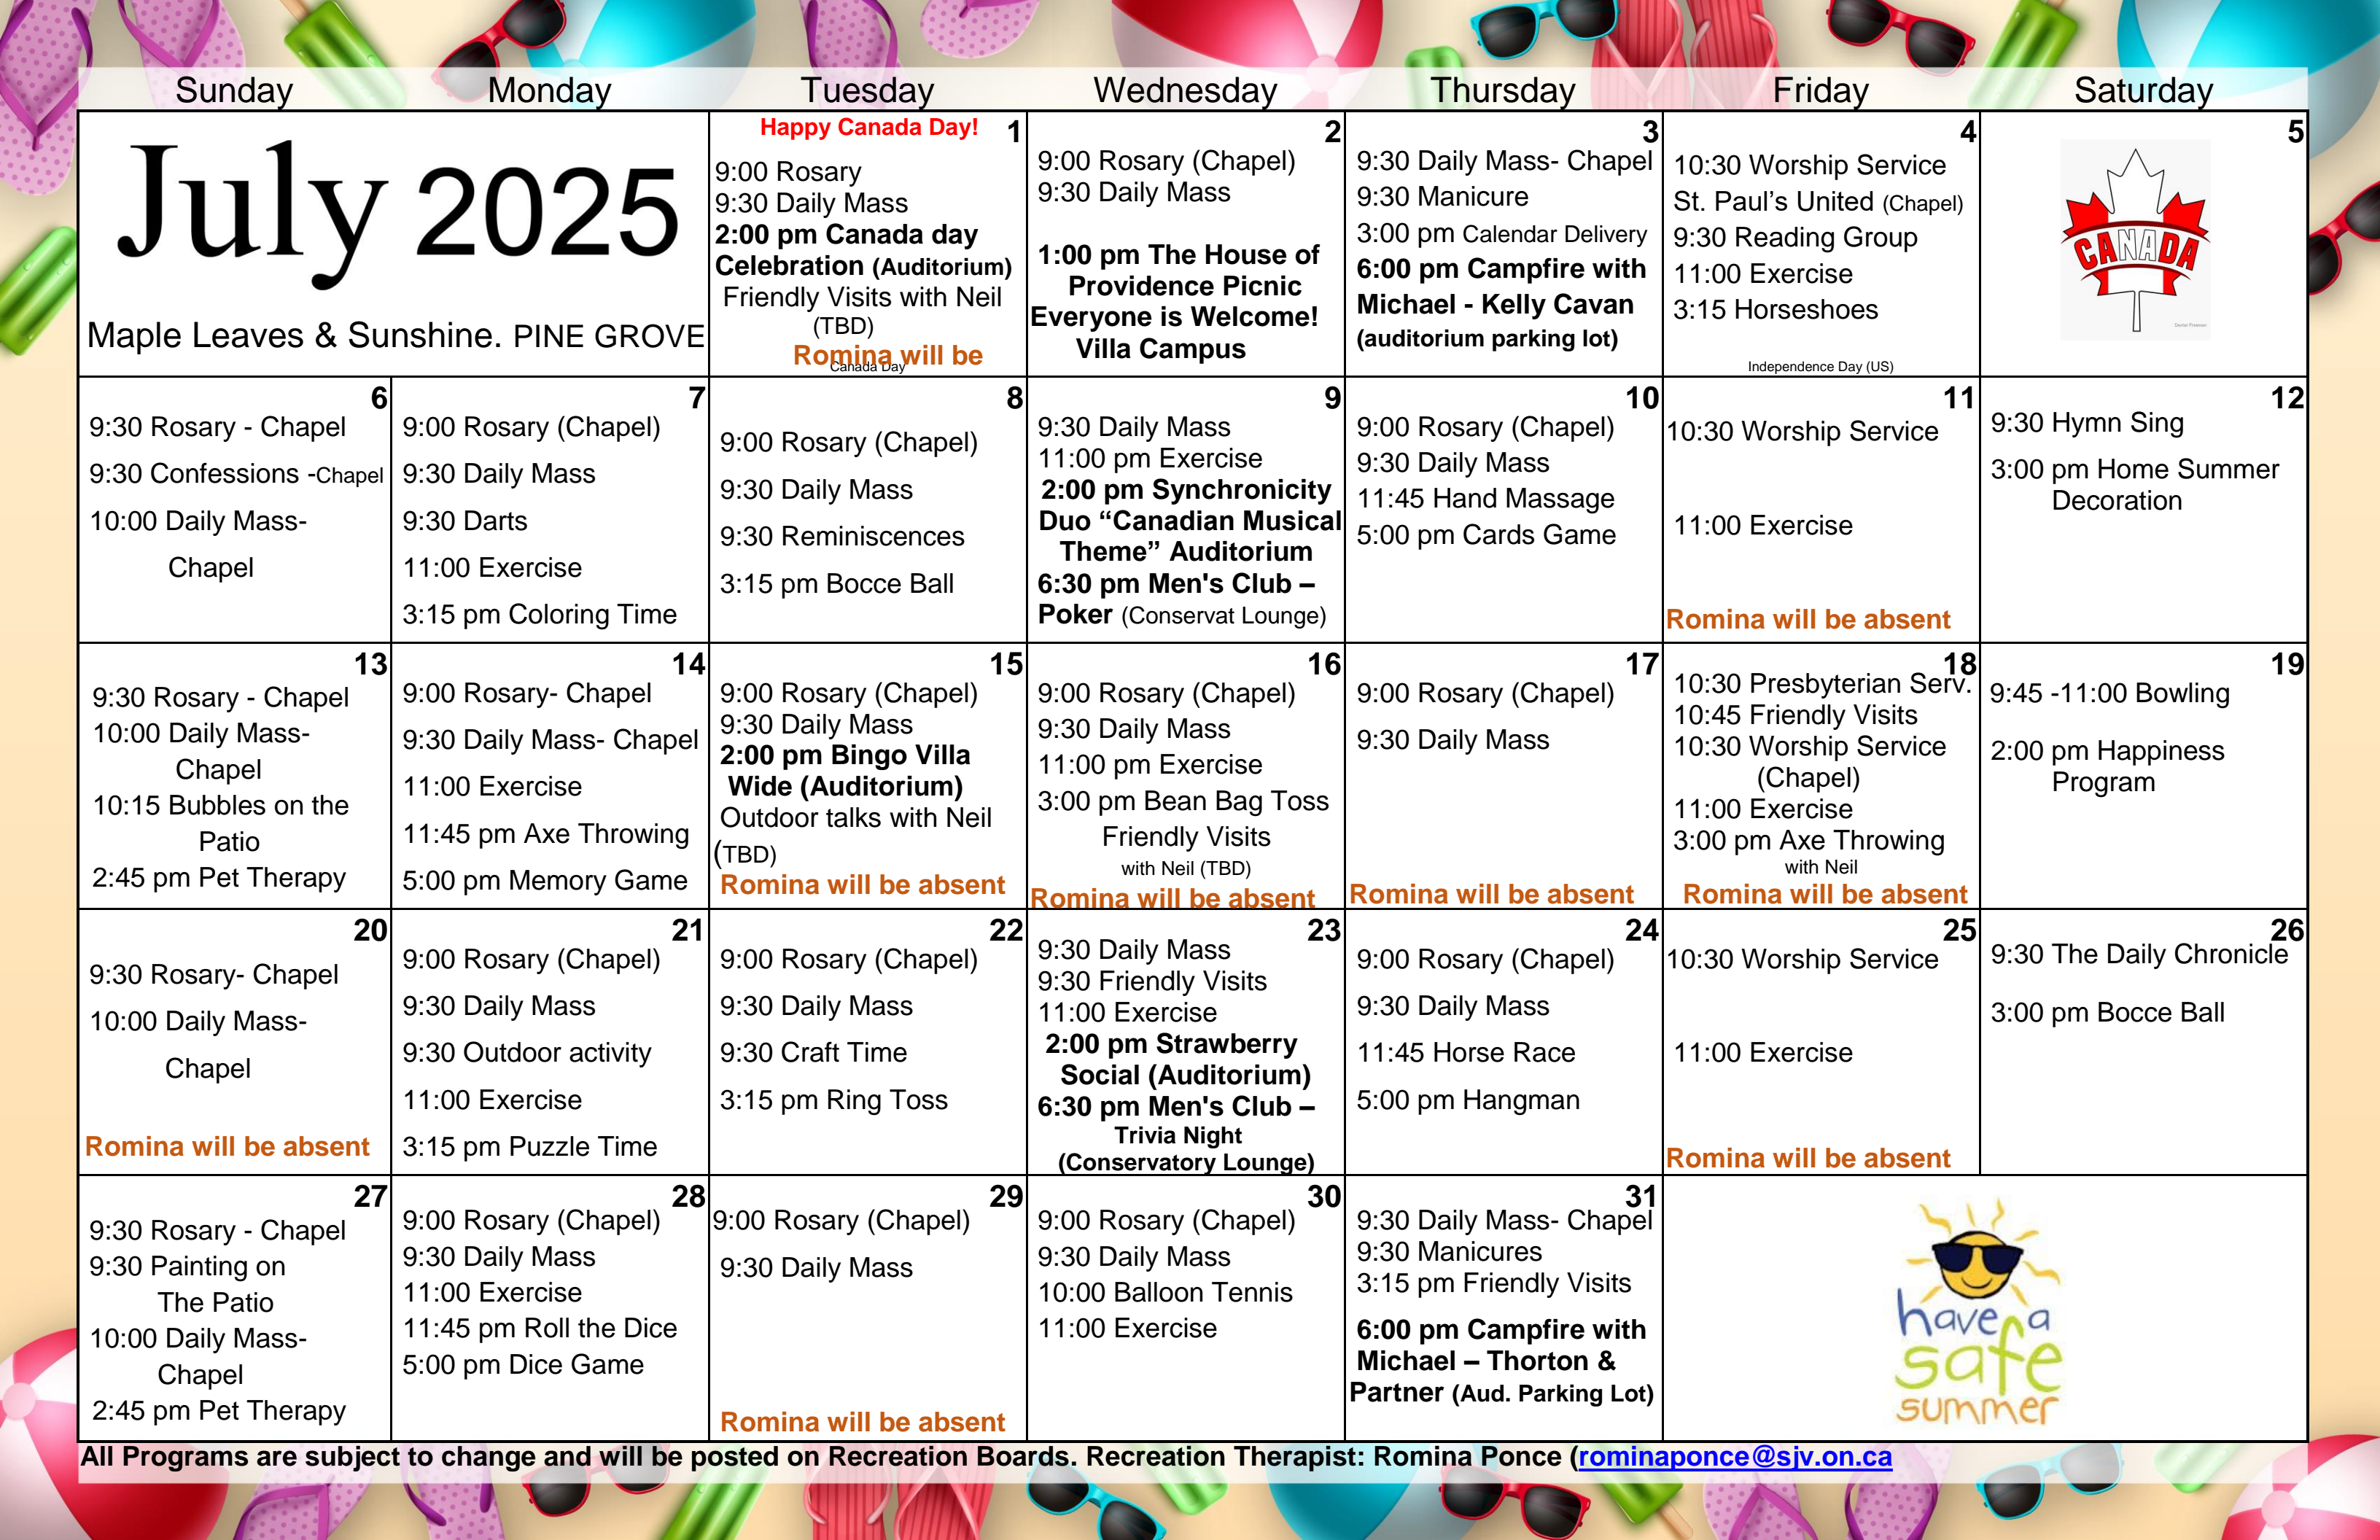 Sunday Monday Tuesday Wednesday Thursday Friday Saturday
July 2025
Maple Leaves & Sunshine. PINE GROVE
Happy Canada Day! 1
9:00 Rosary
9:30 Daily Mass
2:00 pm Canada day
Celebration (Auditorium)
Friendly Visits with Neil
(TBD)
Romina will be
Canada Day
2
9:00 Rosary (Chapel)
9:30 Daily Mass
1:00 pm The House of
Providence Picnic
Everyone is Welcome!
Villa Campus
3
9:30 Daily Mass- Chapel
9:30 Manicure
3:00 pm Calendar Delivery
6:00 pm Campfire with
Michael - Kelly Cavan
(auditorium parking lot)
4
10:30 Worship Service
St. Paul's United (Chapel)
9:30 Reading Group
11:00 Exercise
3:15 Horseshoes
Independence Day (US)
5
CANADA
6
9:30 Rosary - Chapel
9:30 Confessions -Chapel
10:00 Daily Mass-
Chapel
7
9:00 Rosary (Chapel)
9:30 Daily Mass
9:30 Darts
11:00 Exercise
3:15 pm Coloring Time
8
9:00 Rosary (Chapel)
9:30 Daily Mass
9:30 Reminiscences
3:15 pm Bocce Ball
9
9:30 Daily Mass
11:00 pm Exercise
2:00 pm Synchronicity
Duo “Canadian Musical
Theme” Auditorium
6:30 pm Men's Club –
Poker (Conservat Lounge)
10
9:00 Rosary (Chapel)
9:30 Daily Mass
11:45 Hand Massage
5:00 pm Cards Game
11
10:30 Worship Service
11:00 Exercise
Romina will be absent
12
9:30 Hymn Sing
3:00 pm Home Summer
Decoration
13
9:30 Rosary - Chapel
10:00 Daily Mass-
Chapel
10:15 Bubbles on the
Patio
2:45 pm Pet Therapy
14
9:00 Rosary- Chapel
9:30 Daily Mass- Chapel
11:00 Exercise
11:45 pm Axe Throwing
5:00 pm Memory Game
15
9:00 Rosary (Chapel)
9:30 Daily Mass
2:00 pm Bingo Villa
Wide (Auditorium)
Outdoor talks with Neil
(TBD)
Romina will be absent
16
9:00 Rosary (Chapel)
9:30 Daily Mass
11:00 pm Exercise
3:00 pm Bean Bag Toss
Friendly Visits
with Neil (TBD)
Romina will be absent
17
9:00 Rosary (Chapel)
9:30 Daily Mass
Romina will be absent
18
10:30 Presbyterian Serv.
10:45 Friendly Visits
10:30 Worship Service
(Chapel)
11:00 Exercise
3:00 pm Axe Throwing
with Neil
Romina will be absent
19
9:45 -11:00 Bowling
2:00 pm Happiness
Program
20
9:30 Rosary- Chapel
10:00 Daily Mass-
Chapel
Romina will be absent
21
9:00 Rosary (Chapel)
9:30 Daily Mass
9:30 Outdoor activity
11:00 Exercise
3:15 pm Puzzle Time
22
9:00 Rosary (Chapel)
9:30 Daily Mass
9:30 Craft Time
3:15 pm Ring Toss
23
9:30 Daily Mass
9:30 Friendly Visits
11:00 Exercise
2:00 pm Strawberry
Social (Auditorium)
6:30 pm Men's Club –
Trivia Night
(Conservatory Lounge)
24
9:00 Rosary (Chapel)
9:30 Daily Mass
11:45 Horse Race
5:00 pm Hangman
25
10:30 Worship Service
11:00 Exercise
Romina will be absent
26
9:30 The Daily Chronicle
3:00 pm Bocce Ball
27
9:30 Rosary - Chapel
9:30 Painting on
The Patio
10:00 Daily Mass-
Chapel
2:45 pm Pet Therapy
28
9:00 Rosary (Chapel)
9:30 Daily Mass
11:00 Exercise
11:45 pm Roll the Dice
5:00 pm Dice Game
29
9:00 Rosary (Chapel)
9:30 Daily Mass
Romina will be absent
30
9:00 Rosary (Chapel)
9:30 Daily Mass
10:00 Balloon Tennis
11:00 Exercise
31
9:30 Daily Mass- Chapel
9:30 Manicures
3:15 pm Friendly Visits
6:00 pm Campfire with
Michael – Thorton &
Partner (Aud. Parking Lot)
have a
safe
summer
All Programs are subject to change and will be posted on Recreation Boards. Recreation Therapist: Romina Ponce (rominaponce@sjv.on.ca